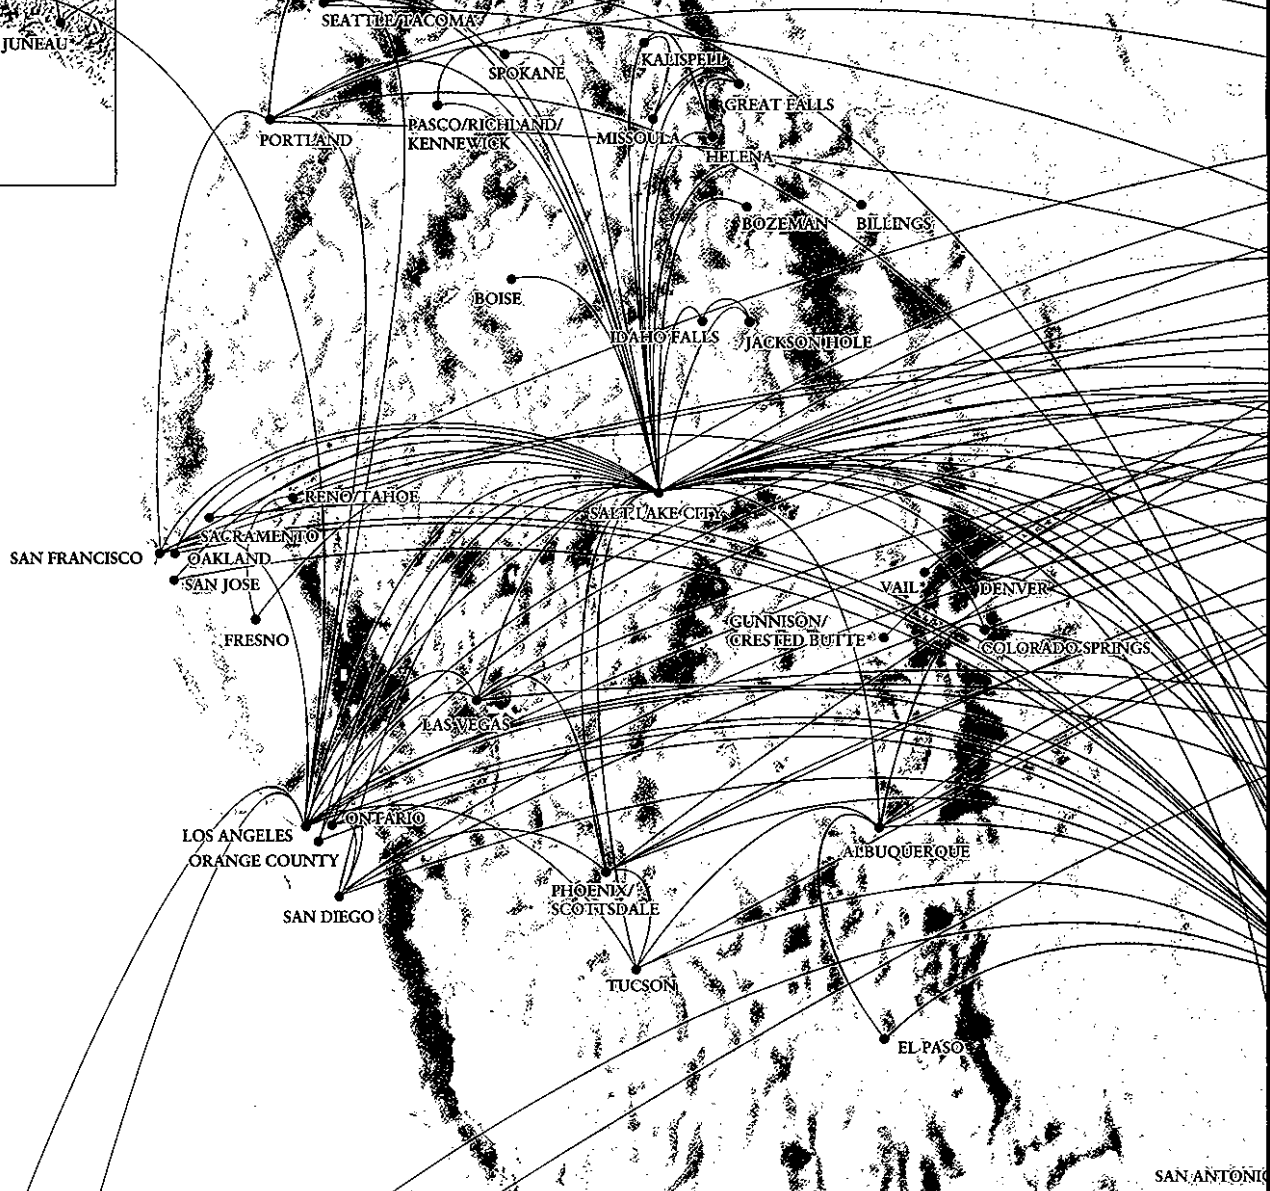 SEATTLE/TACOMA
JUNEAU
KALISPELL
SPOKANE
GREAT FALLS
PASCO/RICHLAND/
KENNEWICK
PORTLAND
MISSOULA
HELENA
BOZEMAN
BILLINGS
BOISE
IDAHO FALLS
JACKSON HOLE
RENO/TAHOE
SALT LAKE CITY
SACRAMENTO
SAN FRANCISCO
OAKLAND
SAN JOSE
VAIL
DENVER
GUNNISON/
CRESTED BUTTE
FRESNO
COLORADO SPRINGS
LAS VEGAS
ONTARIO
LOS ANGELES
ORANGE COUNTY
ALBUQUERQUE
PHOENIX/
SCOTTSDALE
SAN DIEGO
TUCSON
EL PASO
SAN ANTONIO